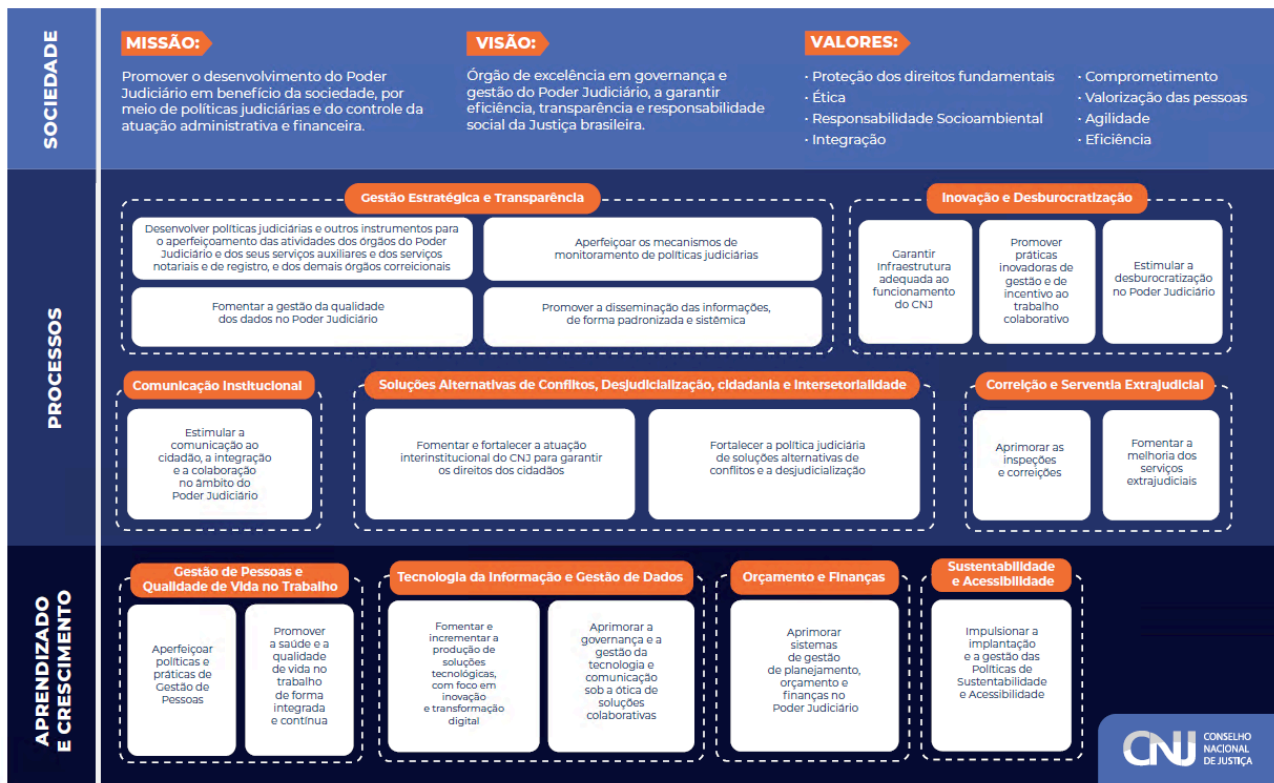 SOCIEDADE
MISSÃO:
Promover o desenvolvimento do Poder
Judiciário em benefício da sociedade, por
meio de políticas judiciárias e do controle da
atuação administrativa e financeira.
VISÃO:
Órgão de excelência em governança e
gestão do Poder Judiciário, a garantir
eficiência, transparência e responsabilidade
social da Justiça brasileira.
VALORES:
· Proteção dos direitos fundamentais
· Ética
· Responsabilidade Socioambiental
· Integração
· Comprometimento
· Valorização das pessoas
· Agilidade
· Eficiência
PROCESSOS
Gestão Estratégica e Transparência
Desenvolver políticas judiciárias e outros instrumentos para
o aperfeiçoamento das atividades dos órgãos do Poder
Judiciário e dos seus serviços auxiliares e dos serviços
notariais e de registro, e dos demais órgãos correicionais
Aperfeiçoar os mecanismos de
monitoramento de políticas judiciárias
Fomentar a gestão da qualidade
dos dados no Poder Judiciário
Promover a disseminação das informações,
de forma padronizada e sistêmica
Inovação e Desburocratização
Garantir
Infraestrutura
adequada ao
funcionamento
do CNJ
Promover
práticas
inovadoras de
gestão e de
incentivo ao
trabalho
colaborativo
Estimular a
desburocratização
no Poder Judiciário
Comunicação Institucional
Estimular a
comunicação ao
cidadão, a integração
e a colaboração
no âmbito do
Poder Judiciário
Soluções Alternativas de Conflitos, Desjudicialização, cidadania e Intersetorialidade
Fomentar e fortalecer a atuação
interinstitucional do CNJ para garantir
os direitos dos cidadãos
Fortalecer a política judiciária
de soluções alternativas de
conflitos e a desjudicialização
Correição e Serventia Extrajudicial
Aprimorar as
inspeções
e correições
Fomentar a
melhoria dos
serviços
extrajudiciais
APRENDIZADO
E CRESCIMENTO
Gestão de Pessoas e
Qualidade de Vida no Trabalho
Aperfeiçoar
políticas e
práticas de
Gestão de
Pessoas
Promover
a saúde e a
qualidade
de vida no
trabalho
de forma
integrada
e contínua
Tecnologia da Informação e Gestão de Dados
Fomentar e
incrementar a
produção de
soluções
tecnológicas,
com foco em
inovação
e transformação
digital
Aprimorar a
governança e a
gestão da
tecnologia e
comunicação
sob a ótica de
soluções
colaborativas
Orçamento e Finanças
Aprimorar
sistemas
de gestão
de planejamento,
orçamento e
finanças no
Poder Judiciário
Sustentabilidade
e Acessibilidade
Impulsionar a
implantação
e a gestão das
Políticas de
Sustentabilidade
e Acessibilidade
CNJ
CONSELHO
NACIONAL
DE JUSTIÇA